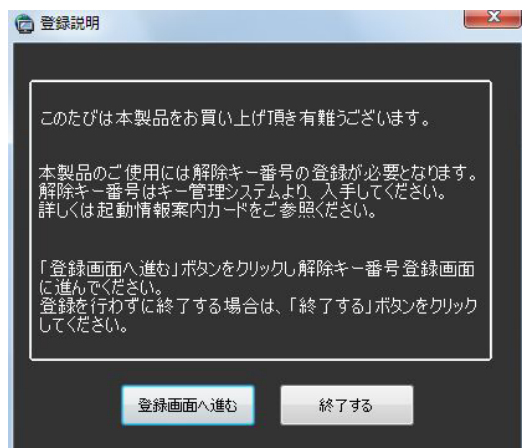 登録説明
このたびは本製品をお買い上げ頂き有難うございます。
本製品のご使用には解除キー番号の登録が必要となります。
解除キー番号はキー管理システムより、入手してください。
詳しくは起動情報案内カードをご参照ください。
「登録画面へ進む」ボタンをクリックし解除キー番号登録画面
に進んでください。
登録を行わずに終了する場合は、「終了する」ボタンをクリック
してください。
登録画面へ進む
終了する